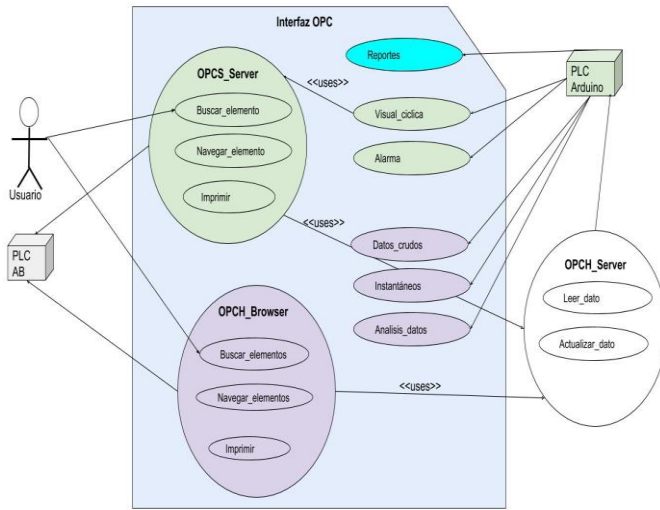 Interfaz OPC
Reportes
OPCS_Server
<<uses>>
PLC
Arduino
Buscar_elemento
Visual_ciclica
Navegar_elemento
Alarma
Usuario
Imprimir
<<uses>>
Datos_crudos
PLC
AB
OPCH_Server
Instantáneos
Leer_dato
OPCH_Browser
Analisis_datos
Actualizar_dato
Buscar_elementos
<<uses>>
Navegar_elementos
Imprimir